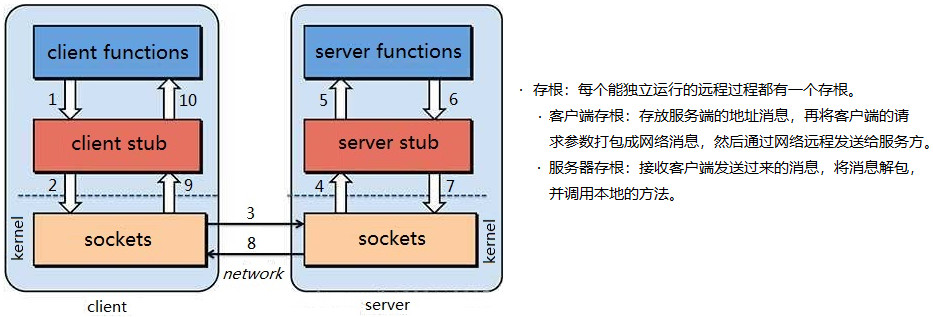 client functions
server functions
1
10
5
6
client stub
server stub
2
9
4
7
kernel
sockets
3
8
network
sockets
kernel
client
server
· 存根：每个能独立运行的远程过程都有一个存根。
· 客户端存根：存放服务端的地址消息，再将客户端的请
求参数打包成网络消息，然后通过网络远程发送给服务方。
· 服务器存根：接收客户端发送过来的消息，将消息解包，
并调用本地的方法。